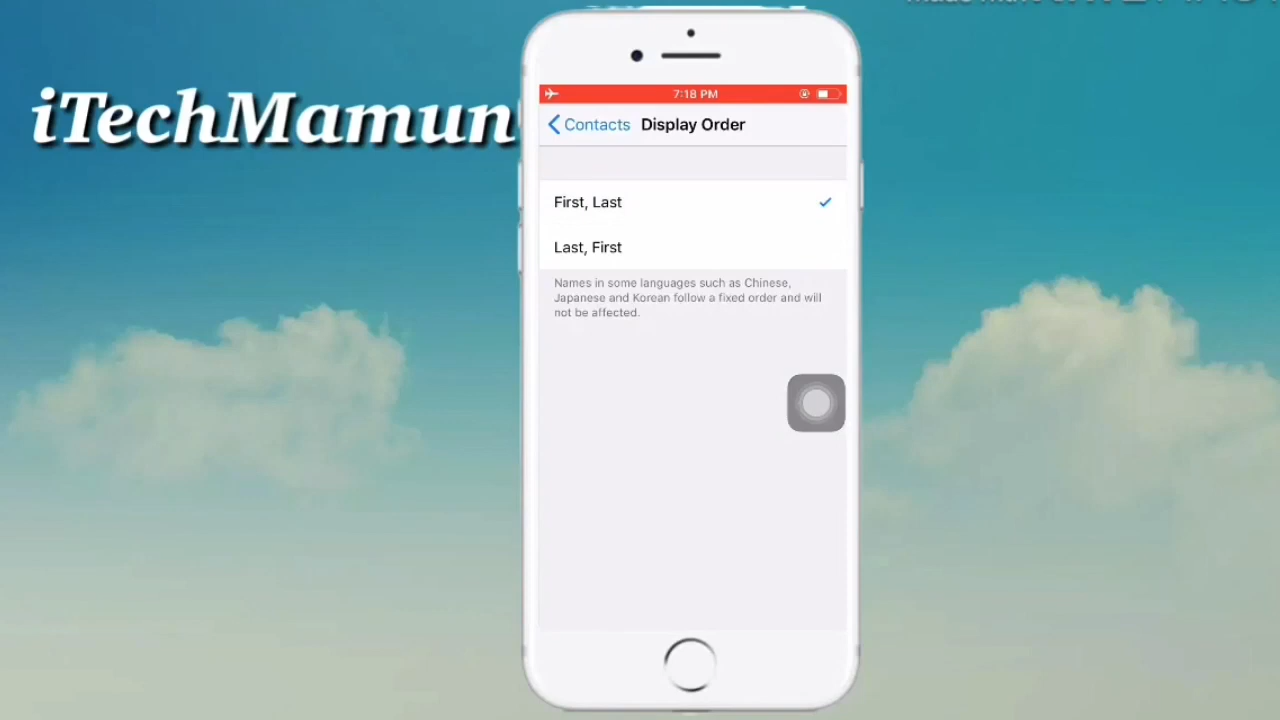 iTechMamun
7:18 PM
Contacts Display Order
First, Last
Last, First
Names in some languages such as Chinese,
Japanese and Korean follow a fixed order and will
not be affected.